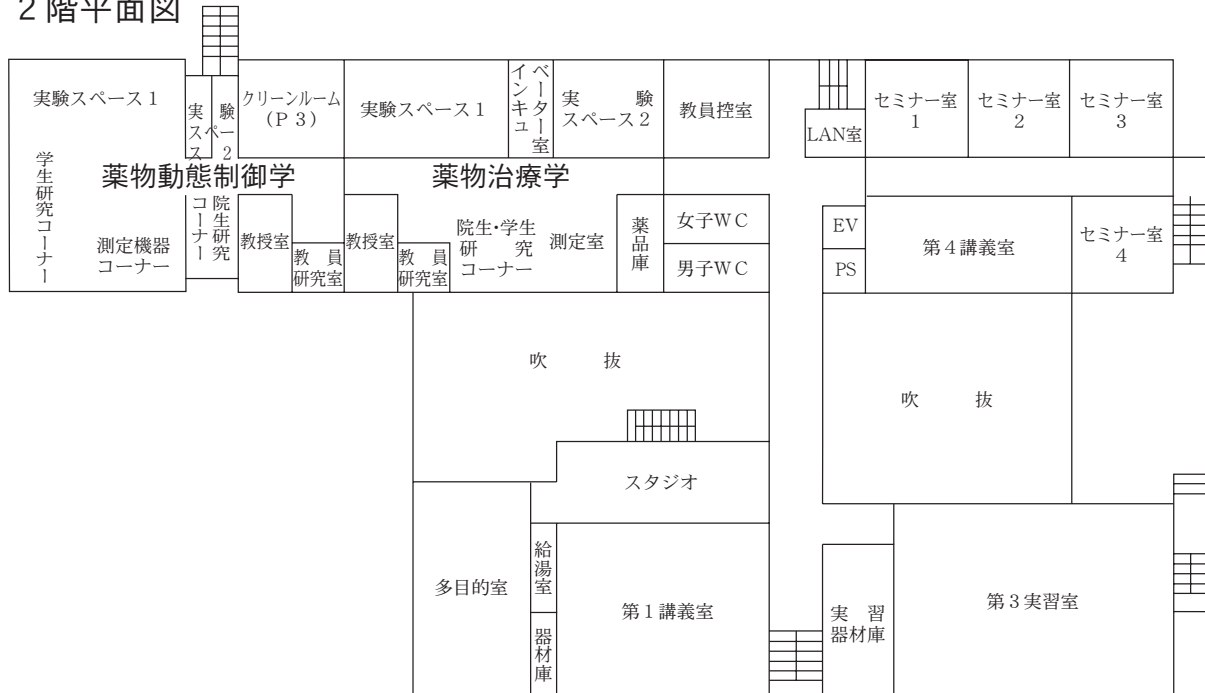 2階平面図
実験スペース1
実験
スペース2
クリーンルーム
(P3)
実験スペース1
インキュ
ベーター室
実験
スペース2
教員控室
LAN室
セミナー室
1
セミナー室
2
セミナー室
3
学生研究コーナー
薬物動態制御学
薬物治療学
測定機器
コーナー
院生研究
コーナー
教授室
教員
研究室
教授室
教員
研究室
院生・学生
研究
コーナー
測定室
薬品庫
女子WC
男子WC
EV
PS
第4講義室
セミナー室
4
吹抜
吹抜
スタジオ
多目的室
給湯室
器材庫
第1講義室
実習
器材庫
第3実習室